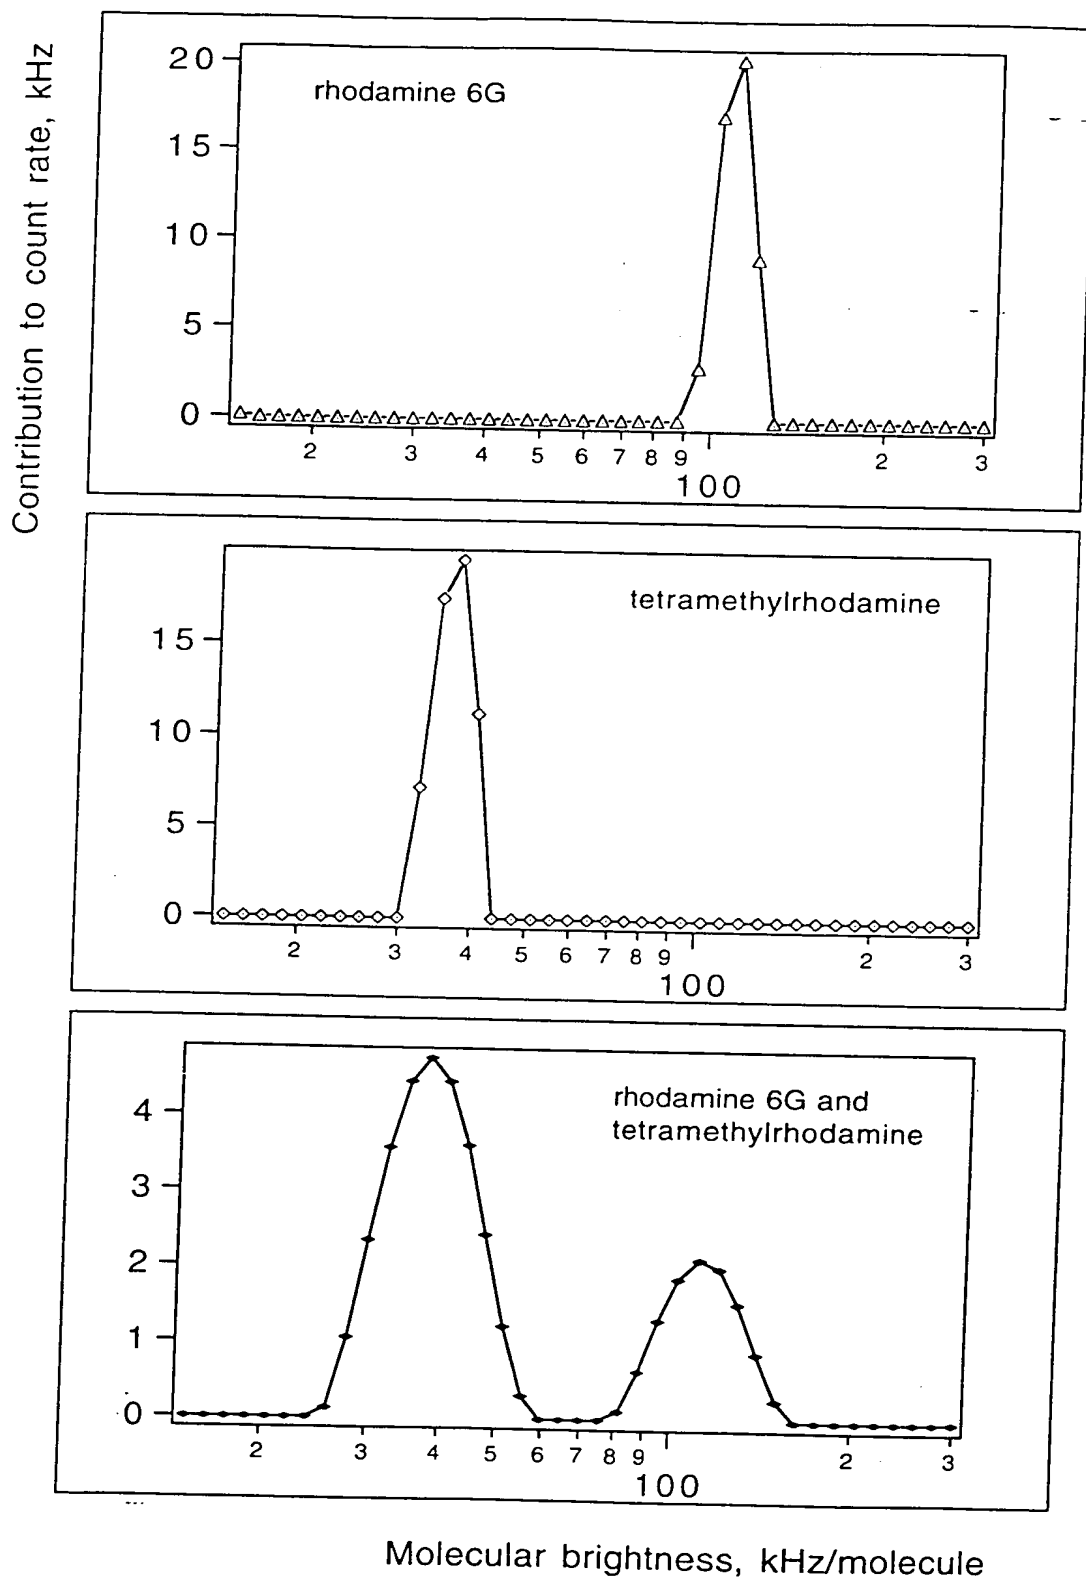 Contribution to count rate, kHz
20
rhodamine 6G
15
10
5
0
2 3 4 5 6 7 8 9 2 3
100
tetramethylrhodamine
15
10
5
0
2 3 4 5 6 7 8 9 2 3
100
rhodamine 6G and
tetramethylrhodamine
4
3
2
1
0
2 3 4 5 6 7 8 9 2 3
100
Molecular brightness, kHz/molecule